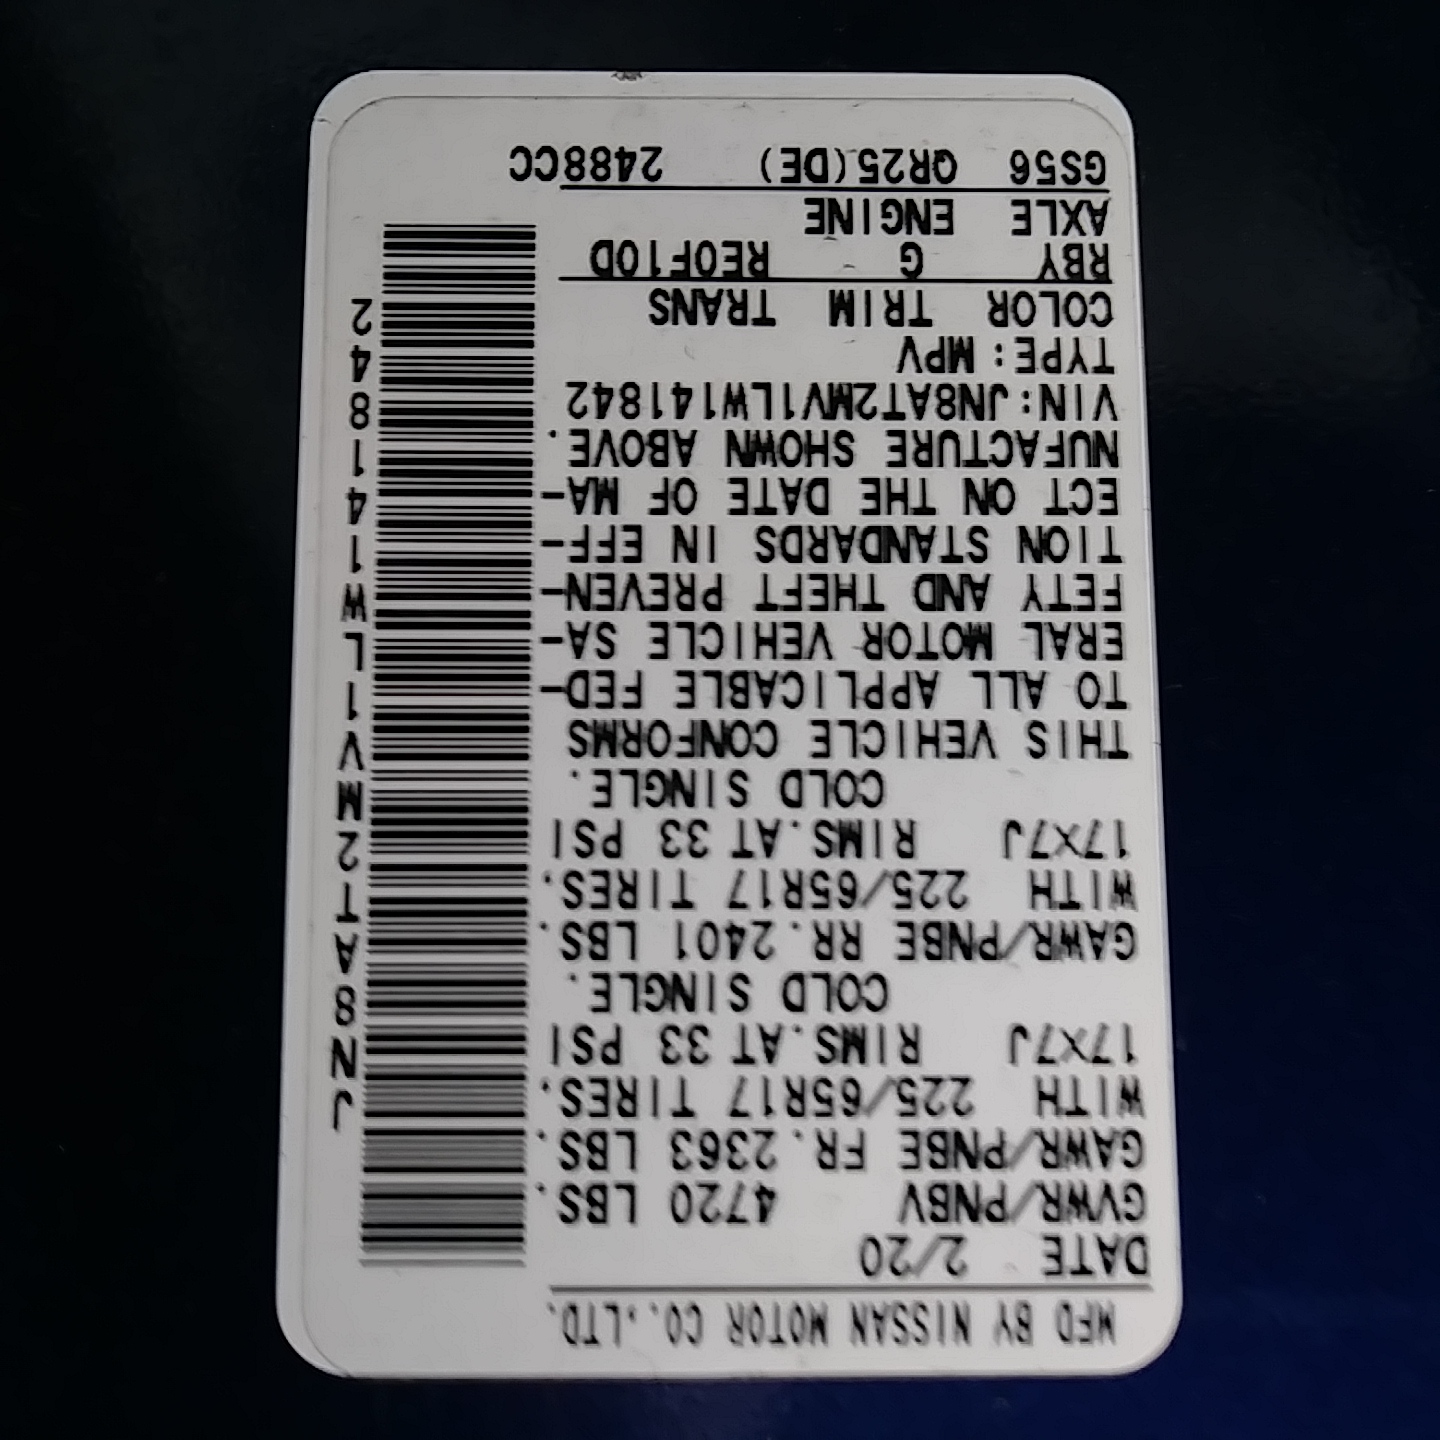 MFD BY NISSAN MOTOR CO.,LTD.
DATE 2/20
GVWR/PNBV 4720 LBS.
GAWR/PNBE FR.2363 LBS.
WITH 225/65R17 TIRES.
17x7J RIMS.AT 33 PSI
COLD SINGLE.
GAWR/PNBE RR.2401 LBS.
WITH 225/65R17 TIRES.
17x7J RIMS.AT 33 PSI
COLD SINGLE.
THIS VEHICLE CONFORMS
TO ALL APPLICABLE FED-
ERAL MOTOR VEHICLE SA-
FETY AND THEFT PREVEN-
TION STANDARDS IN EFF-
ECT ON THE DATE OF MA-
NUFACTURE SHOWN ABOVE.
VIN:JN8AT2MV1LW141842
TYPE:MPV
COLOR TRIM TRANS
RBY G RE0F10D
AXLE ENGINE
GS56 QR25(DE) 2488CC
JN8AT2MV1LW141842